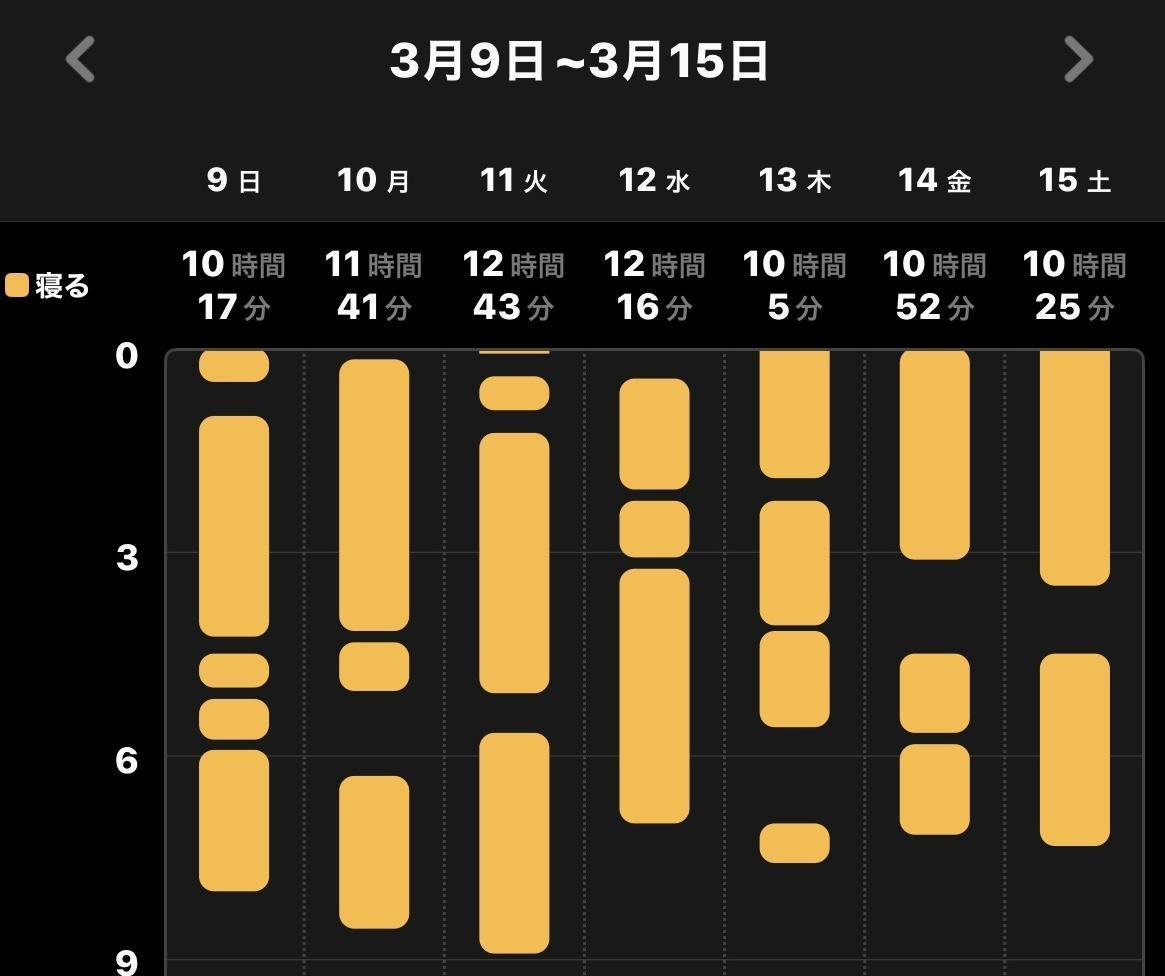 3月9日~3月15日
9 日 10 月 11 火 12 水 13 木 14 金 15 土
寝る
10 時間 11 時間 12 時間 12 時間 10 時間 10 時間 10 時間
17 分 41 分 43 分 16 分 5 分 52 分 25 分
0
3
6
9